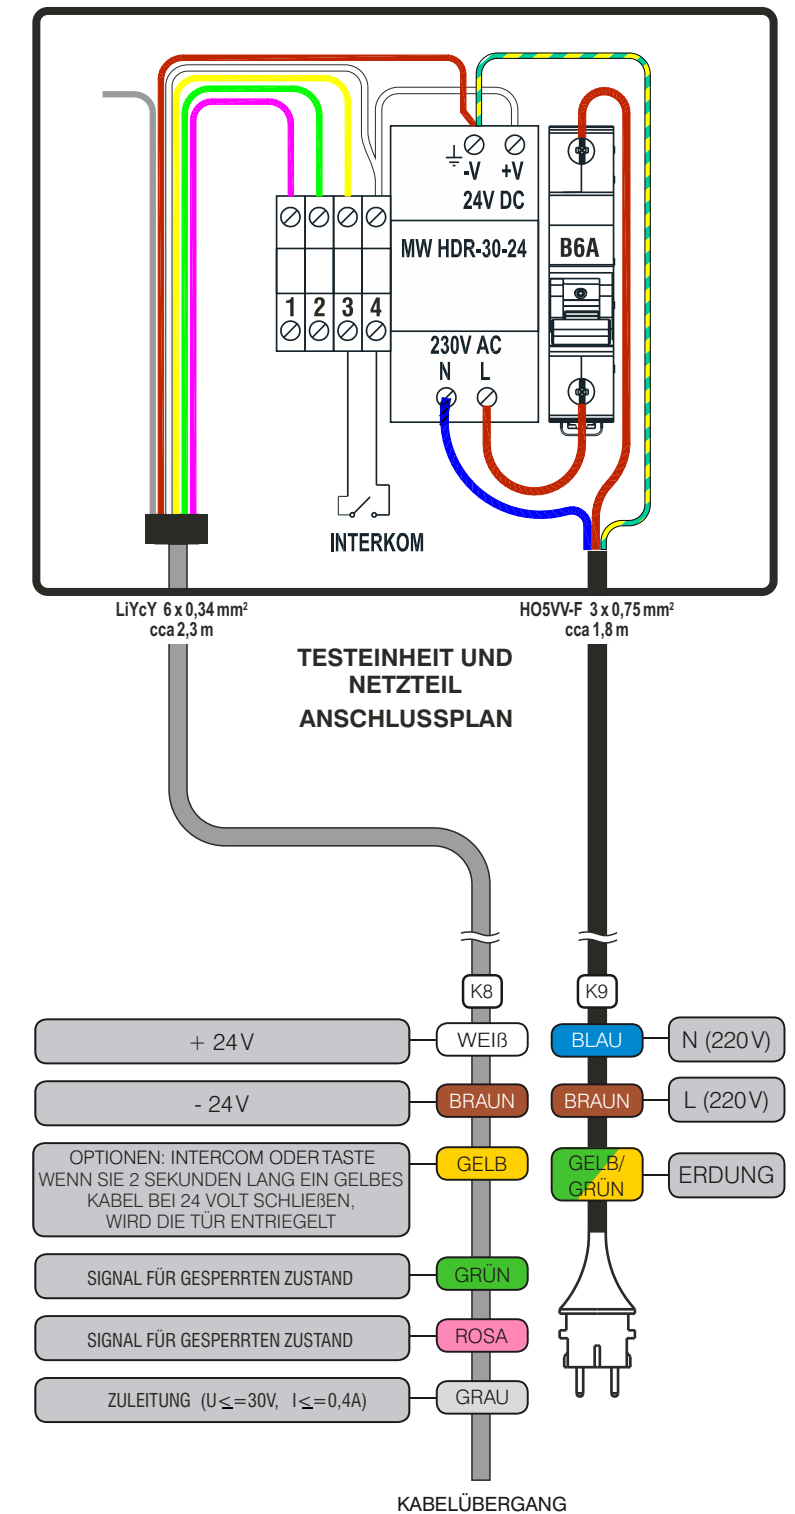 -V +V
24V DC
MW HDR-30-24
B6A
1 2 3 4
230V AC
N L
INTERKOM
LiYcY 6 x 0,34 mm²
cca 2,3 m
HO5VV-F 3 x 0,75 mm²
cca 1,8 m
TESTEINHEIT UND
NETZTEIL
ANSCHLUSSPLAN
K8
K9
+ 24V
WEIß
BLAU
N (220V)
- 24V
BRAUN
BRAUN
L (220V)
OPTIONEN: INTERCOM ODER TASTE
WENN SIE 2 SEKUNDEN LANG EIN GELBES
KABEL BEI 24 VOLT SCHLIEßEN,
WIRD DIE TÜR ENTRIEGELT
GELB
GELB/
GRÜN
ERDUNG
SIGNAL FÜR GESPERRTEN ZUSTAND
GRÜN
SIGNAL FÜR GESPERRTEN ZUSTAND
ROSA
ZULEITUNG (U≤=30V, I≤=0,4A)
GRAU
KABELÜBERGANG